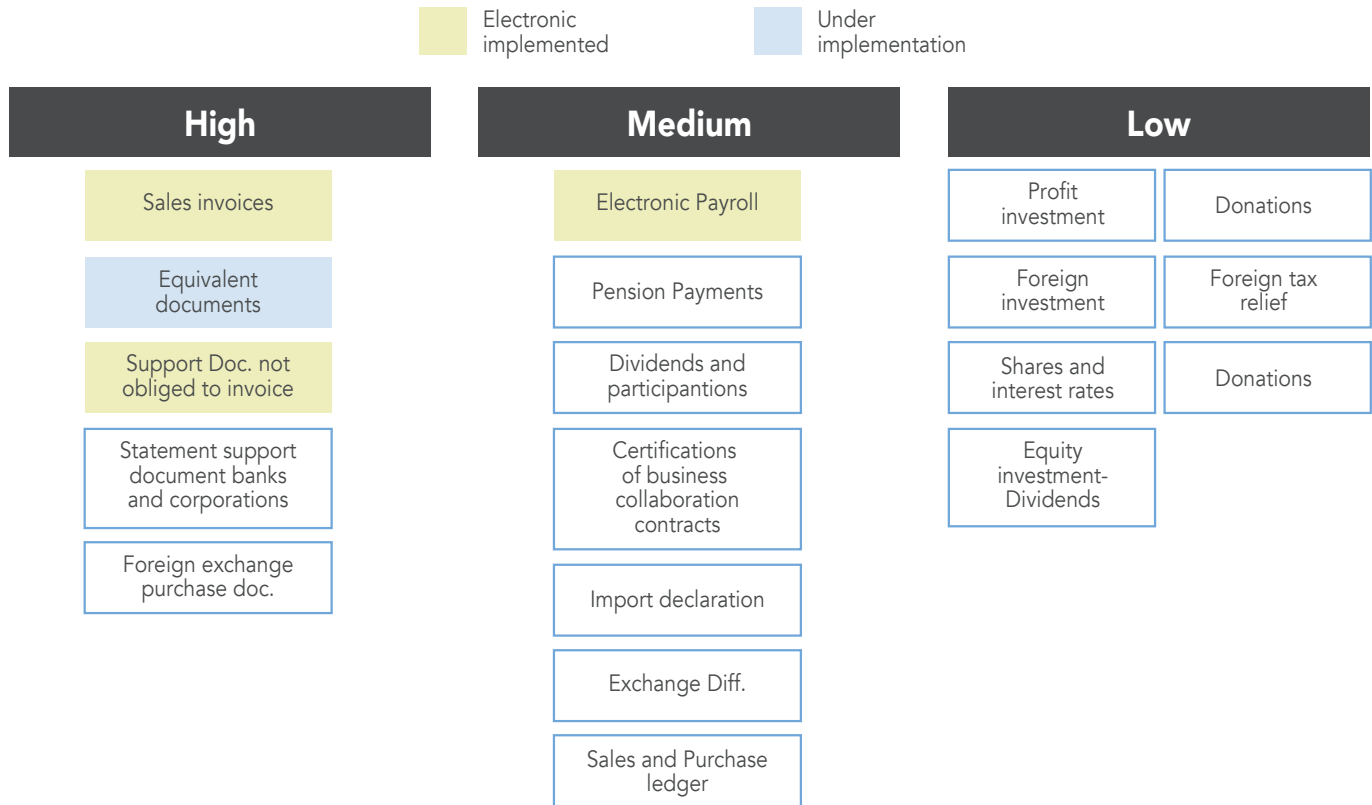 Electronic
implemented
Under
implementation
High
Sales invoices
Equivalent
documents
Support Doc. not
obliged to invoice
Statement support
document banks
and corporations
Foreign exchange
purchase doc.
Medium
Electronic Payroll
Pension Payments
Dividends and
participantions
Certifications
of business
collaboration
contracts
Import declaration
Exchange Diff.
Sales and Purchase
ledger
Low
Profit
investment
Donations
Foreign
investment
Foreign tax
relief
Shares and
interest rates
Donations
Equity
investment-
Dividends